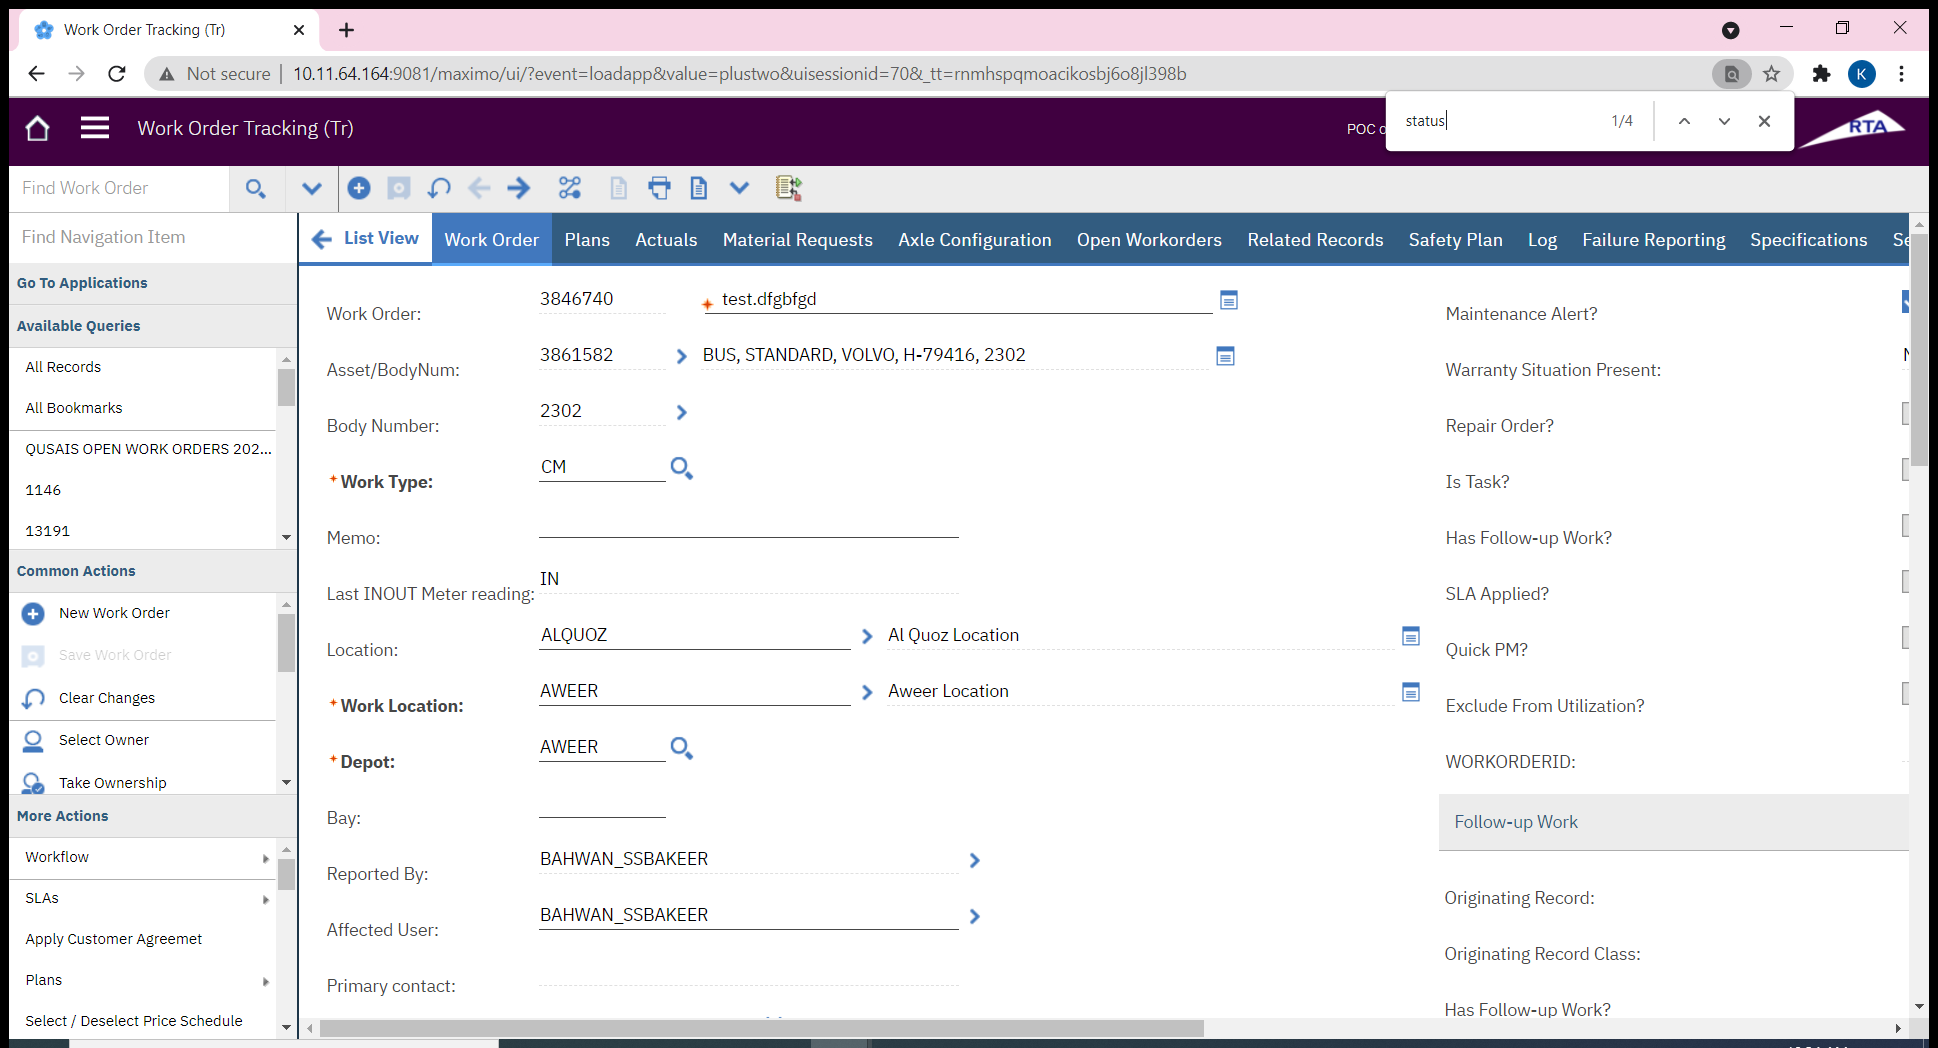 Work Order Tracking (Tr)
Not secure | 10.11.64.164:9081/maximo/ui/?event=loadapp&value=plustwo&uisessionid=70&_tt=rnmhspqmoacikosbj6o8jl398b
K
status 1/4
Work Order Tracking (Tr)
POC
RTA
Find Work Order
Find Navigation Item
Go To Applications
Available Queries
All Records
All Bookmarks
QUSAIS OPEN WORK ORDERS 202...
1146
13191
Common Actions
New Work Order
Save Work Order
Clear Changes
Select Owner
Take Ownership
More Actions
Workflow
SLAs
Apply Customer Agreemet
Plans
Select / Deselect Price Schedule
List View Work Order Plans Actuals Material Requests Axle Configuration Open Workorders Related Records Safety Plan Log Failure Reporting Specifications
Work Order: 3846740 test.dfgbfgd
Asset/BodyNum: 3861582 BUS, STANDARD, VOLVO, H-79416, 2302
Body Number: 2302
*Work Type: CM
Memo:
Last INOUT Meter reading: IN
Location: ALQUOZ Al Quoz Location
*Work Location: AWEER Aweer Location
*Depot: AWEER
Bay:
Reported By: BAHWAN_SSBAKEER
Affected User: BAHWAN_SSBAKEER
Primary contact:
Maintenance Alert?
Warranty Situation Present:
Repair Order?
Is Task?
Has Follow-up Work?
SLA Applied?
Quick PM?
Exclude From Utilization?
WORKORDERID:
Follow-up Work
Originating Record:
Originating Record Class:
Has Follow-up Work?